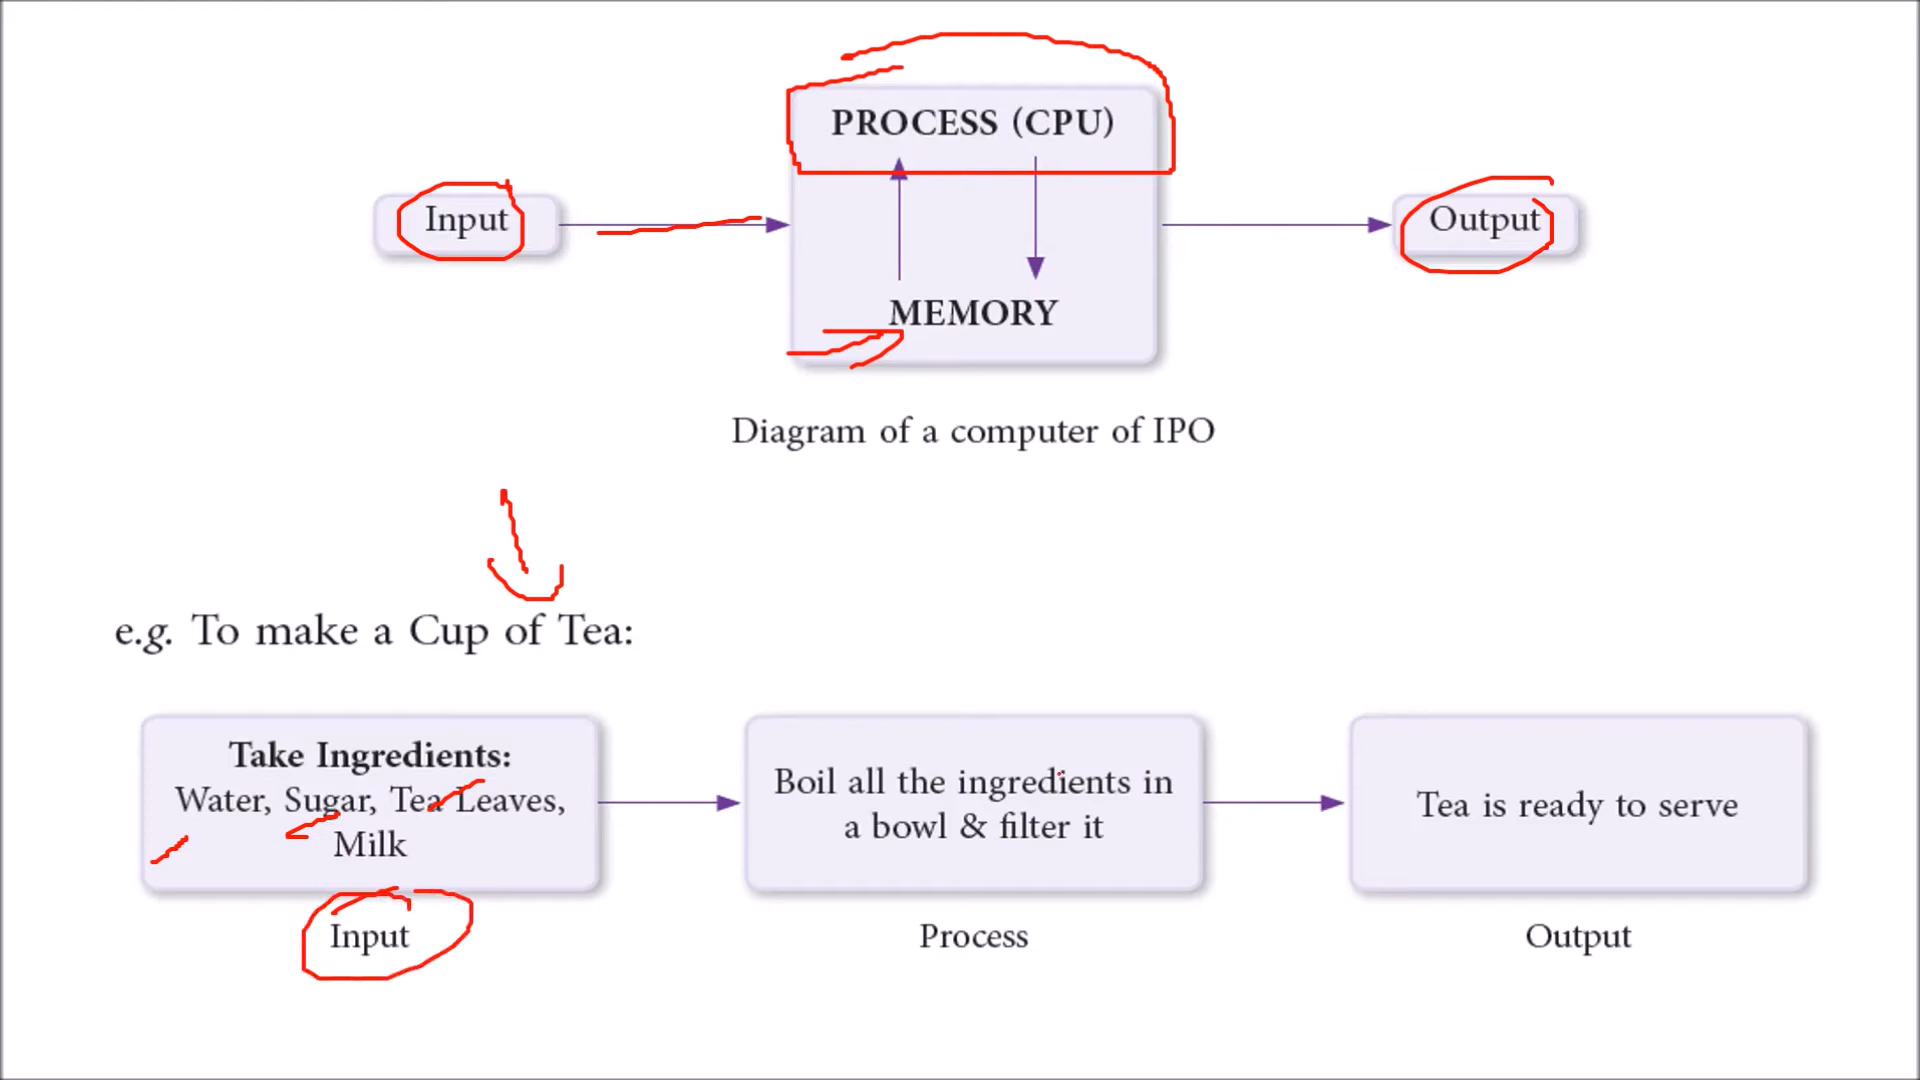 PROCESS (CPU)
Input
Output
MEMORY
Diagram of a computer of IPO
e.g. To make a Cup of Tea:
Take Ingredients:
Water, Sugar, Tea Leaves,
Milk
Boil all the ingredients in
a bowl & filter it
Tea is ready to serve
Input
Process
Output